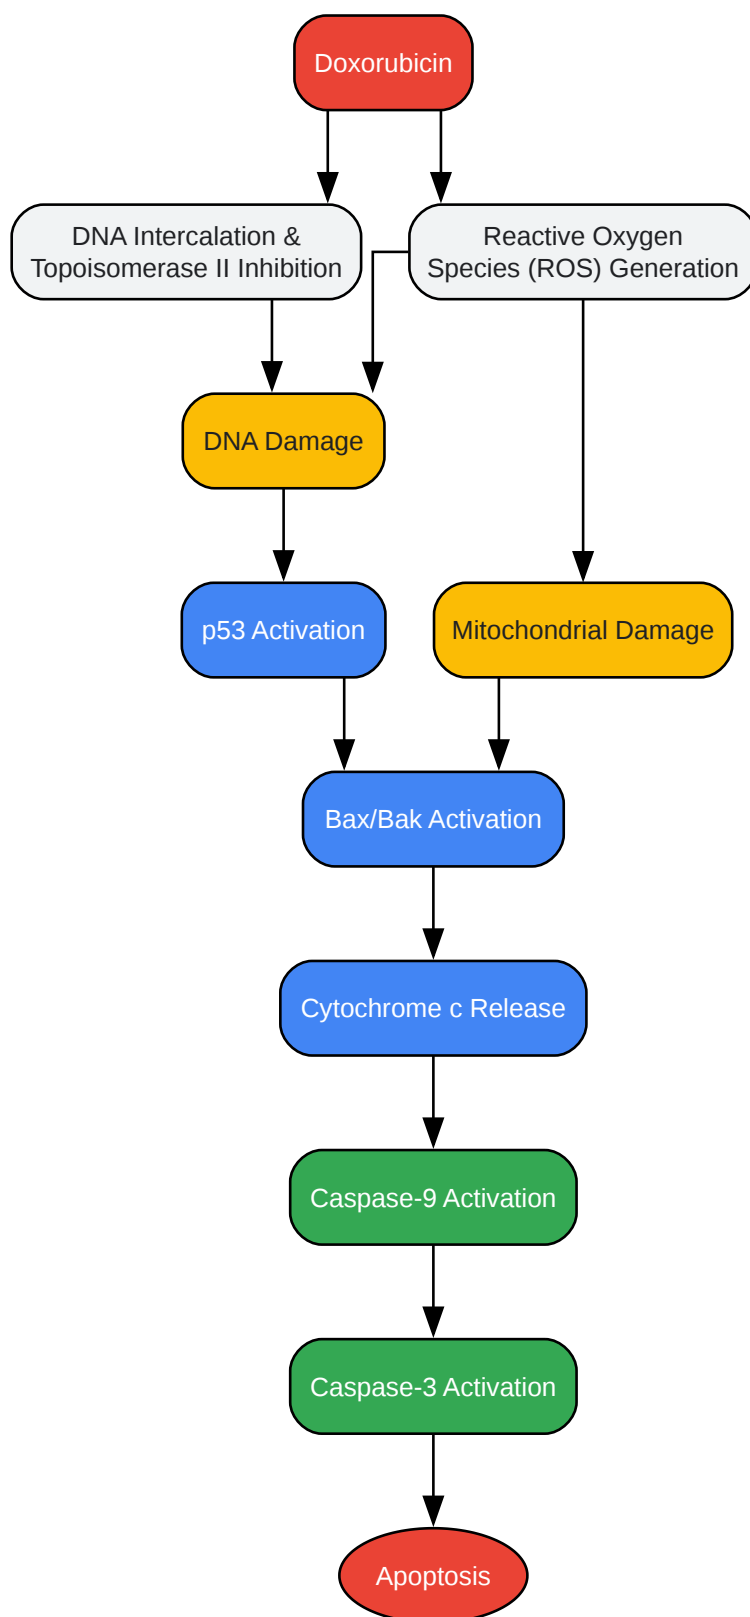 Doxorubicin
DNA Intercalation &
Topoisomerase II Inhibition
Reactive Oxygen
Species (ROS) Generation
DNA Damage
p53 Activation
Mitochondrial Damage
Bax/Bak Activation
Cytochrome c Release
Caspase-9 Activation
Caspase-3 Activation
Apoptosis